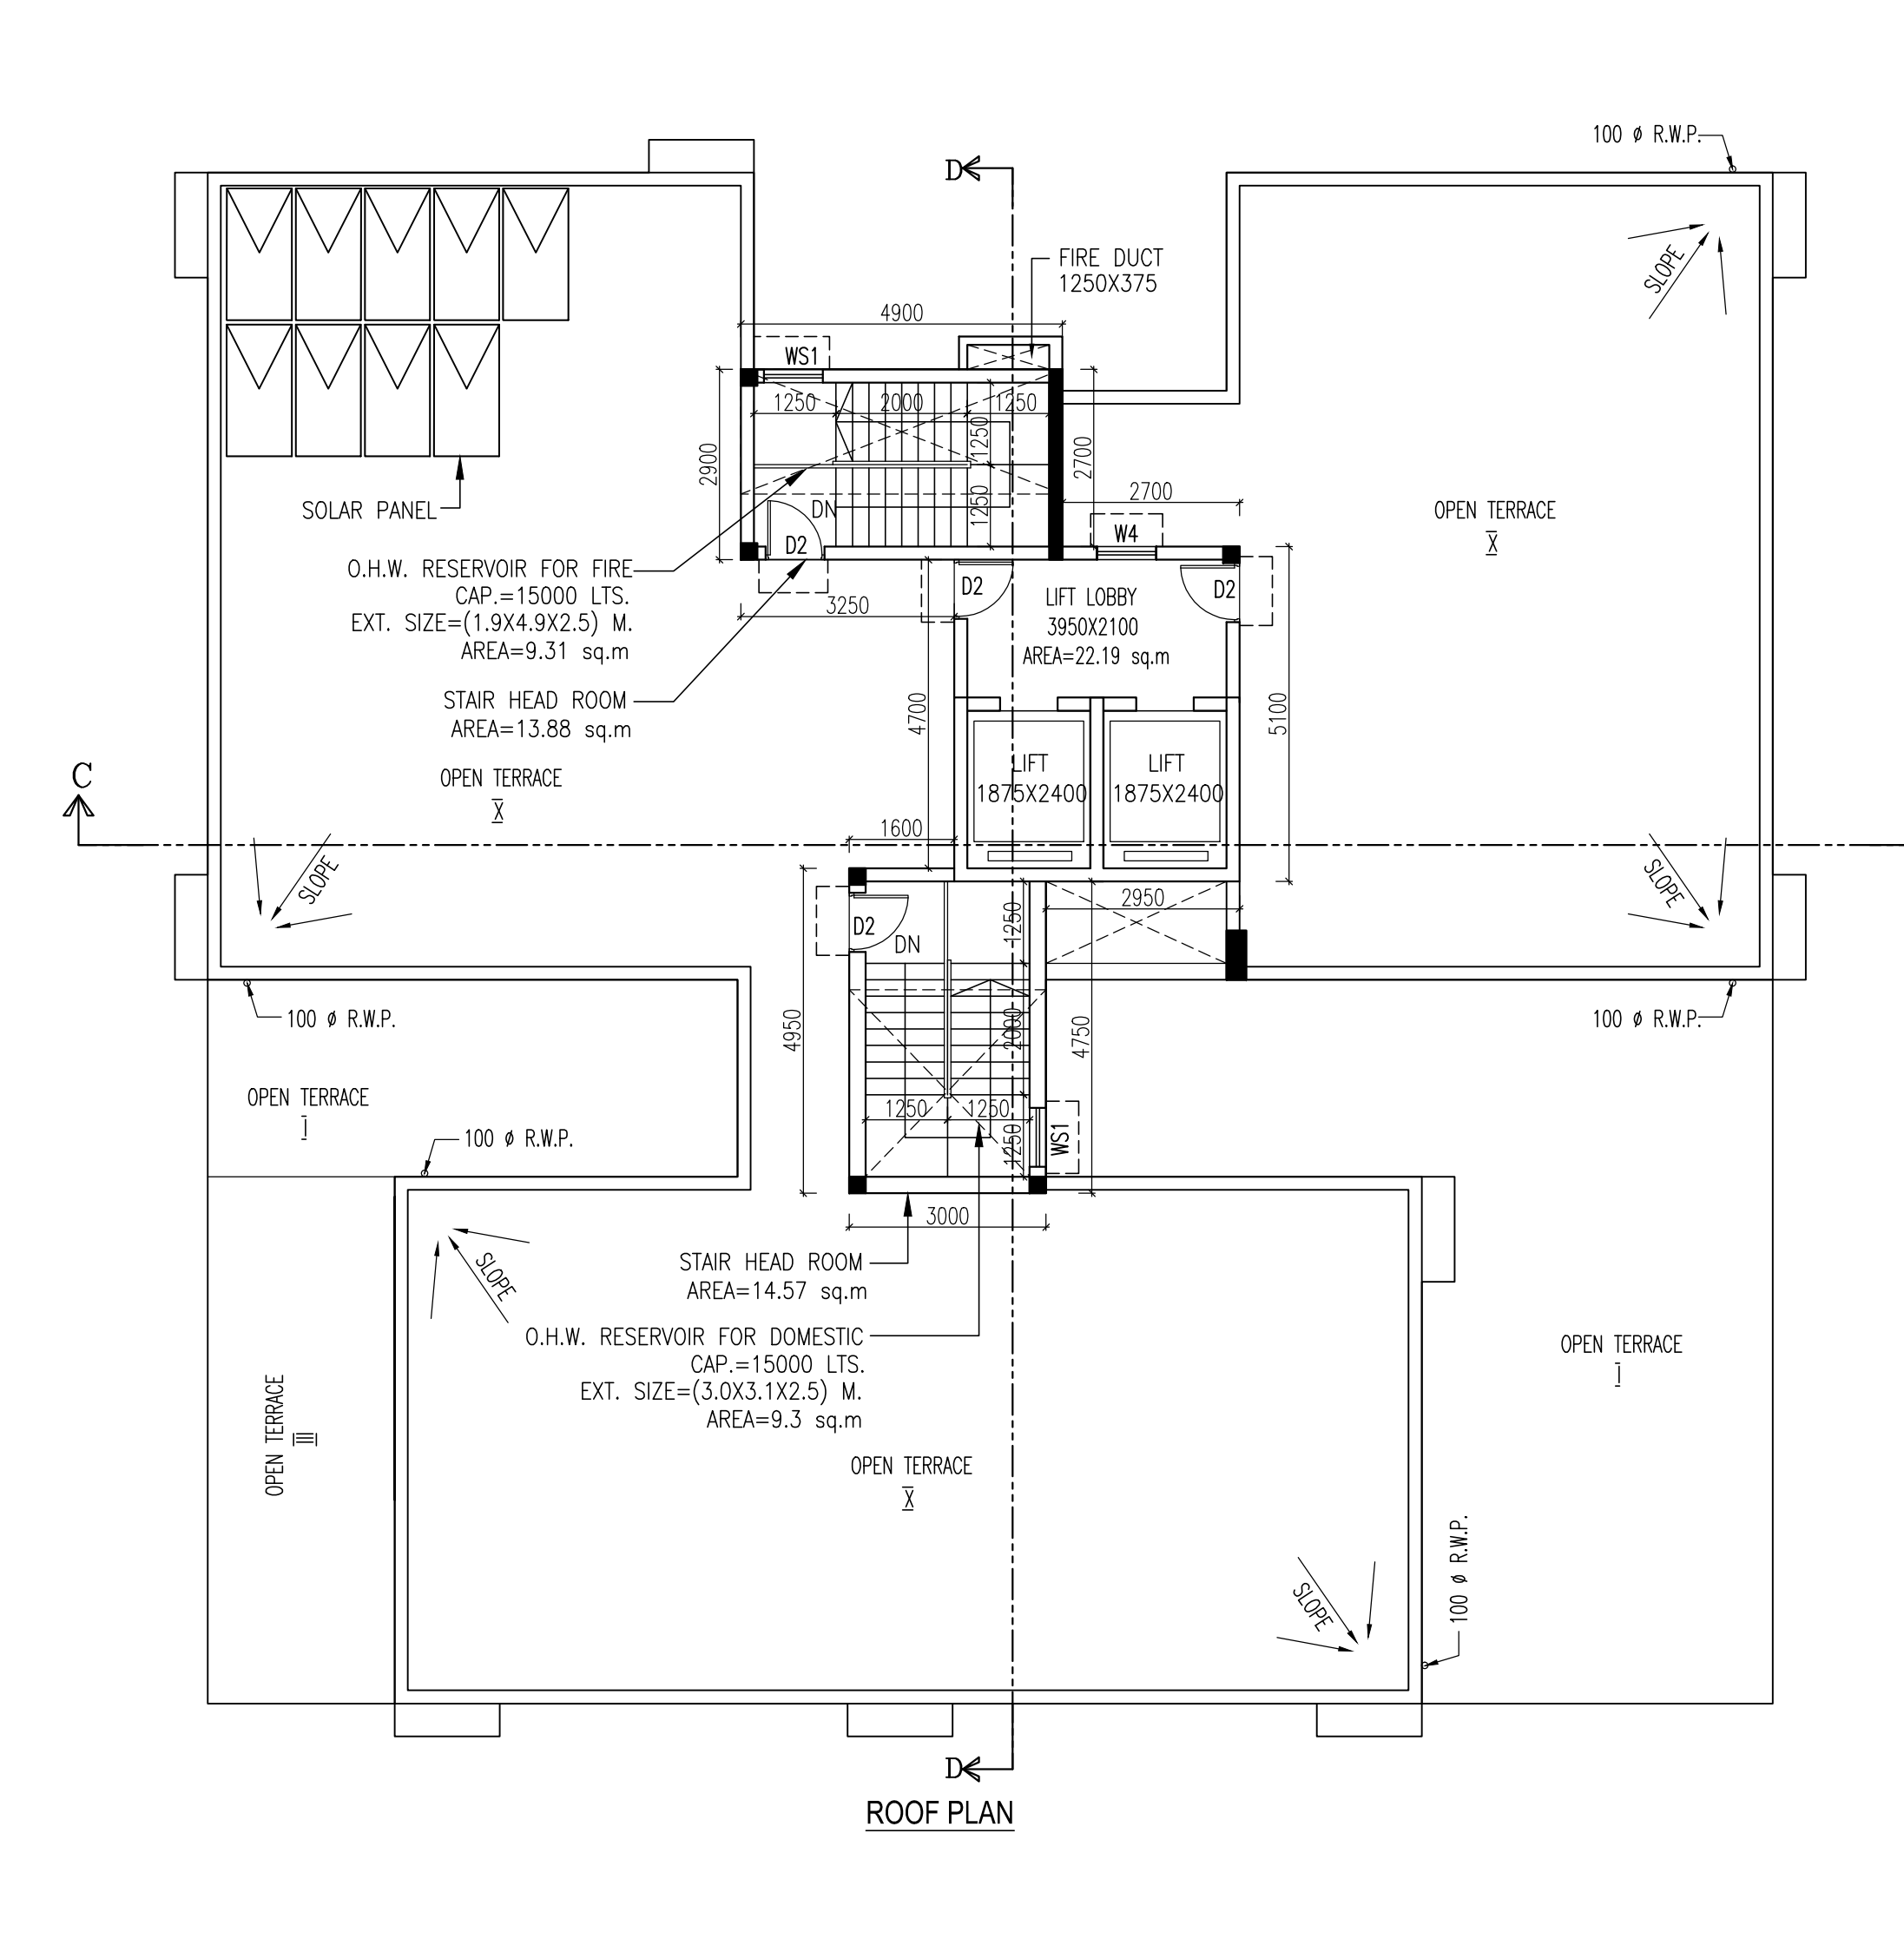 100 ø R.W.P.
D
FIRE DUCT
1250X375
4900
WS1
1250
2000
1250
1250
2900
2700
1250
2700
SOLAR PANEL
DN
OPEN TERRACE
X
SLOPE
D2
W4
O.H.W. RESERVOIR FOR FIRE
CAP.=15000 LTS.
EXT. SIZE=(1.9X4.9X2.5) M.
AREA=9.31 sq.m
D2
D2
3250
LIFT LOBBY
3950X2100
AREA=22.19 sq.m
STAIR HEAD ROOM
AREA=13.88 sq.m
4700
5100
OPEN TERRACE
X
LIFT
1875X2400
LIFT
1875X2400
C
1600
SLOPE
SLOPE
2950
D2
DN
1250
100 ø R.W.P.
100 ø R.W.P.
4950
2000
4750
OPEN TERRACE
I
100 ø R.W.P.
1250
1250
1250
WS1
3000
SLOPE
STAIR HEAD ROOM
AREA=14.57 sq.m
O.H.W. RESERVOIR FOR DOMESTIC
CAP.=15000 LTS.
EXT. SIZE=(3.0X3.1X2.5) M.
AREA=9.3 sq.m
OPEN TERRACE
I
OPEN TERRACE
III
OPEN TERRACE
X
100 ø R.W.P.
SLOPE
D
ROOF PLAN